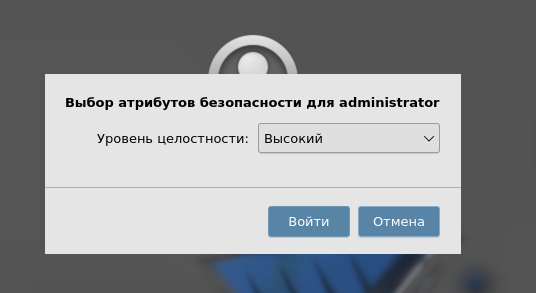 Выбор атрибутов безопасности для administrator
Уровень целостности: Высокий
Войти Отмена